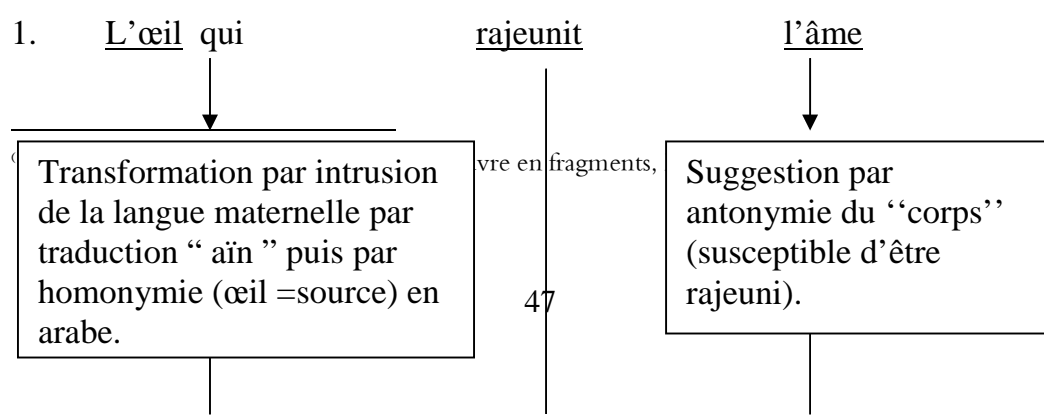 1. L’œil qui rajeunit l’âme
vre en fragments,
Transformation par intrusion
de la langue maternelle par
traduction “ aïn ” puis par
homonymie (œil =source) en
arabe.
Suggestion par
antonymie du ‘‘corps’’
(susceptible d’être
rajeuni).
47